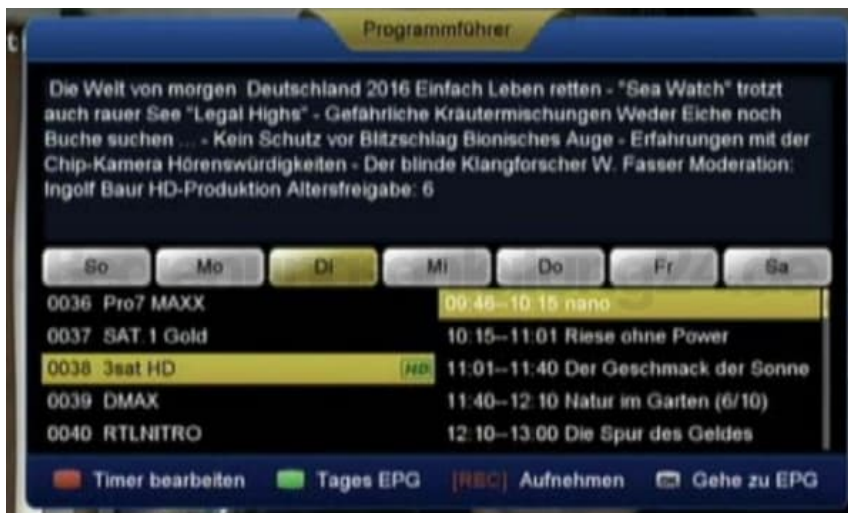 Programmführer
Die Welt von morgen Deutschland 2016 Einfach Leben retten - "Sea Watch" trotzt
auch rauer See "Legal Highs" - Gefährliche Kräutermischungen Weder Eiche noch
Buche suchen ... - Kein Schutz vor Blitzschlag Bionisches Auge - Erfahrungen mit der
Chip-Kamera Hörenswürdigkeiten - Der blinde Klangforscher W. Fasser Moderation:
Ingolf Baur HD-Produktion Altersfreigabe: 6
So Mo Di Mi Do Fr Sa
0036 Pro7 MAXX 09:46--10:15 nano
0037 SAT.1 Gold 10:15--11:01 Riese ohne Power
0038 3sat HD HD 11:01--11:40 Der Geschmack der Sonne
0039 DMAX 11:40--12:10 Natur im Garten (6/10)
0040 RTLNITRO 12:10--13:00 Die Spur des Geldes
Timer bearbeiten Tages EPG [REC] Aufnehmen OK Gehe zu EPG